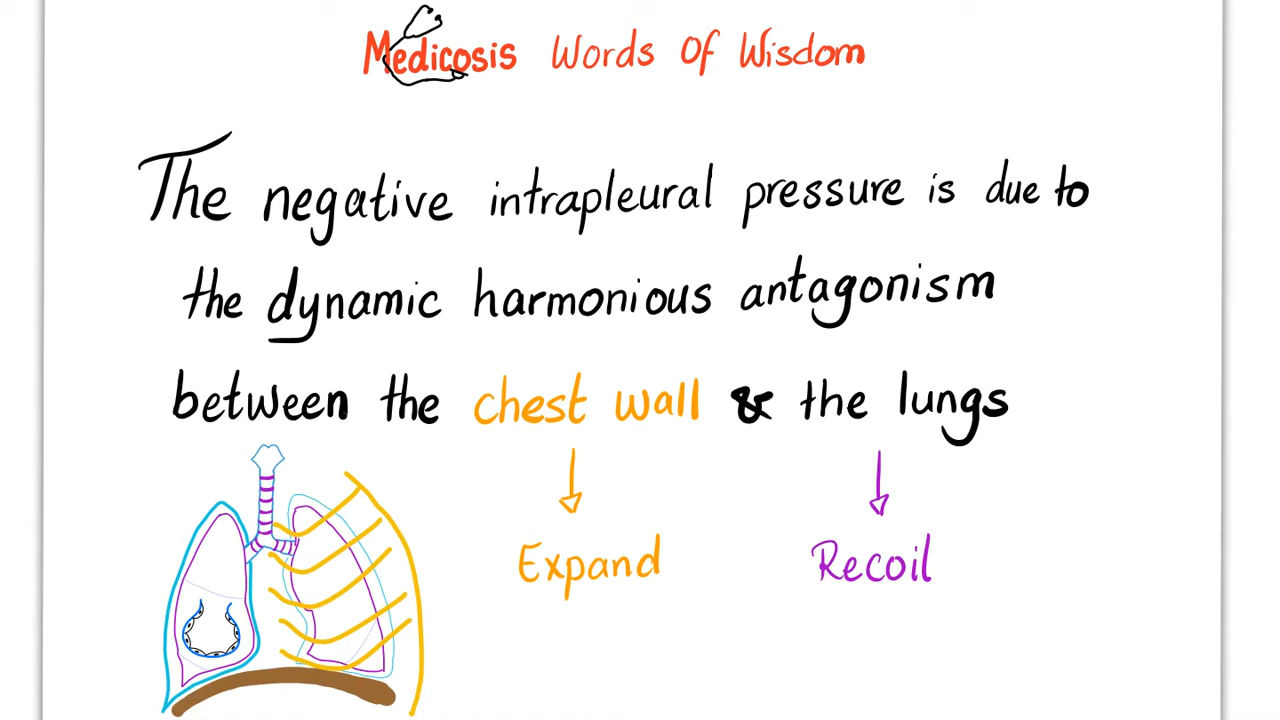 Medicosis Words Of Wisdom
The negative intrapleural pressure is due to
the dynamic harmonious antagonism
between the chest wall & the lungs
Expand Recoil